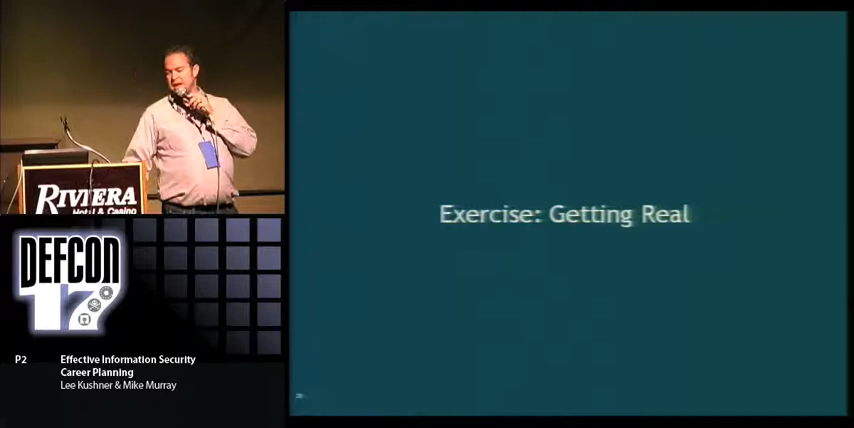 RIVIERA
Hotel & Casino
Exercise: Getting Real
DEFCON
17
P2 Effective Information Security
Career Planning
Lee Kushner & Mike Murray